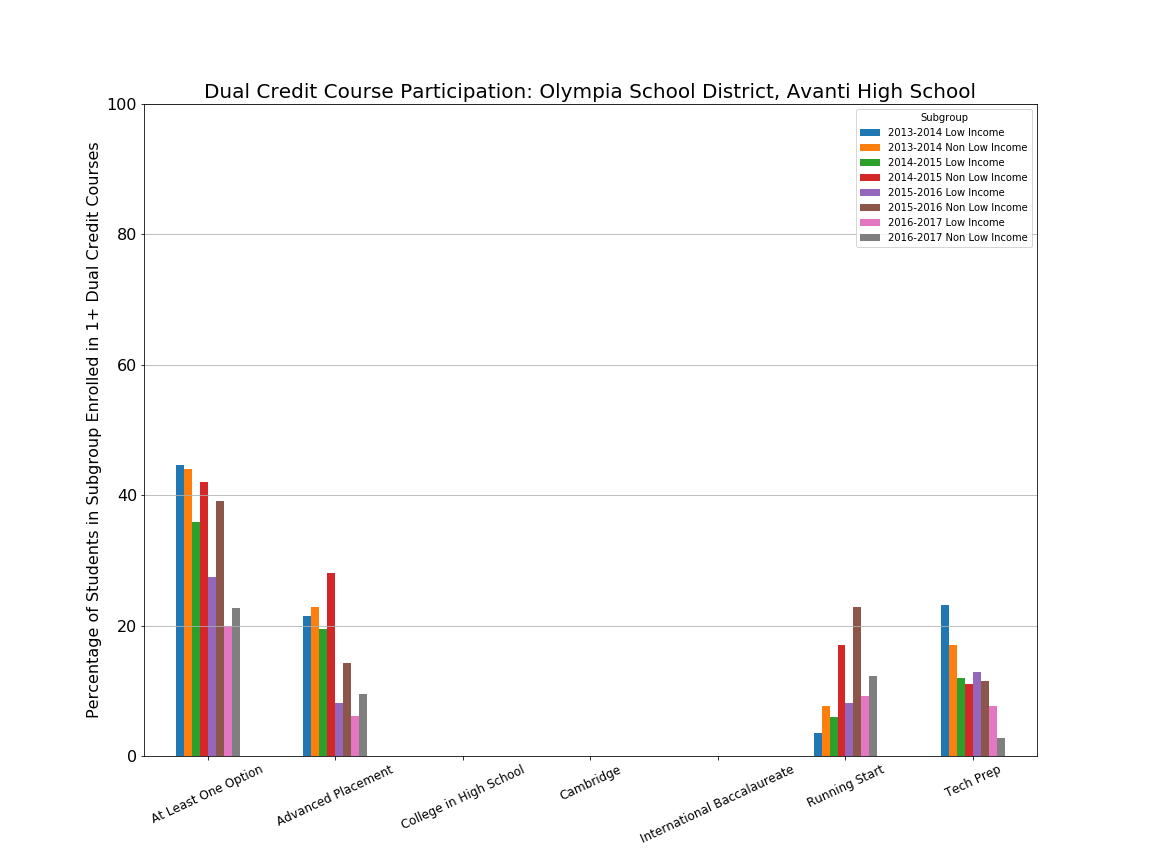 Dual Credit Course Participation: Olympia School District, Avanti High School
Percentage of Students in Subgroup Enrolled in 1+ Dual Credit Courses
100
80
60
40
20
0
Subgroup
2013-2014 Low Income
2013-2014 Non Low Income
2014-2015 Low Income
2014-2015 Non Low Income
2015-2016 Low Income
2015-2016 Non Low Income
2016-2017 Low Income
2016-2017 Non Low Income
At Least One Option
Advanced Placement
College in High School
Cambridge
International Baccalaureate
Running Start
Tech Prep